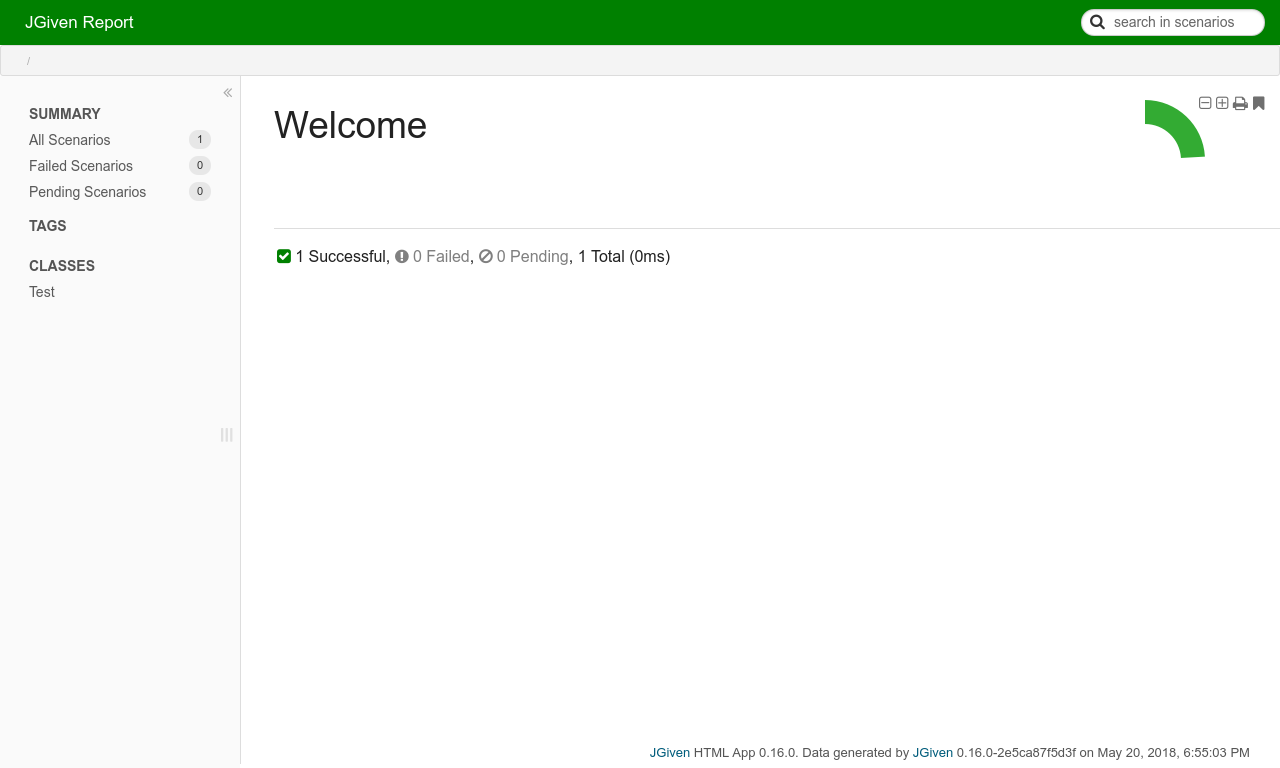 JGiven Report
search in scenarios
/
SUMMARY
All Scenarios 1
Failed Scenarios 0
Pending Scenarios 0
TAGS
CLASSES
Test
Welcome
1 Successful, 0 Failed, 0 Pending, 1 Total (0ms)
JGiven HTML App 0.16.0. Data generated by JGiven 0.16.0-2e5ca87f5d3f on May 20, 2018, 6:55:03 PM